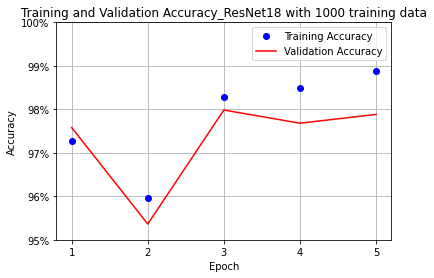 Training and Validation Accuracy_ResNet18 with 1000 training data
100%
99%
98%
97%
96%
95%
Accuracy
Training Accuracy
Validation Accuracy
1 2 3 4 5
Epoch